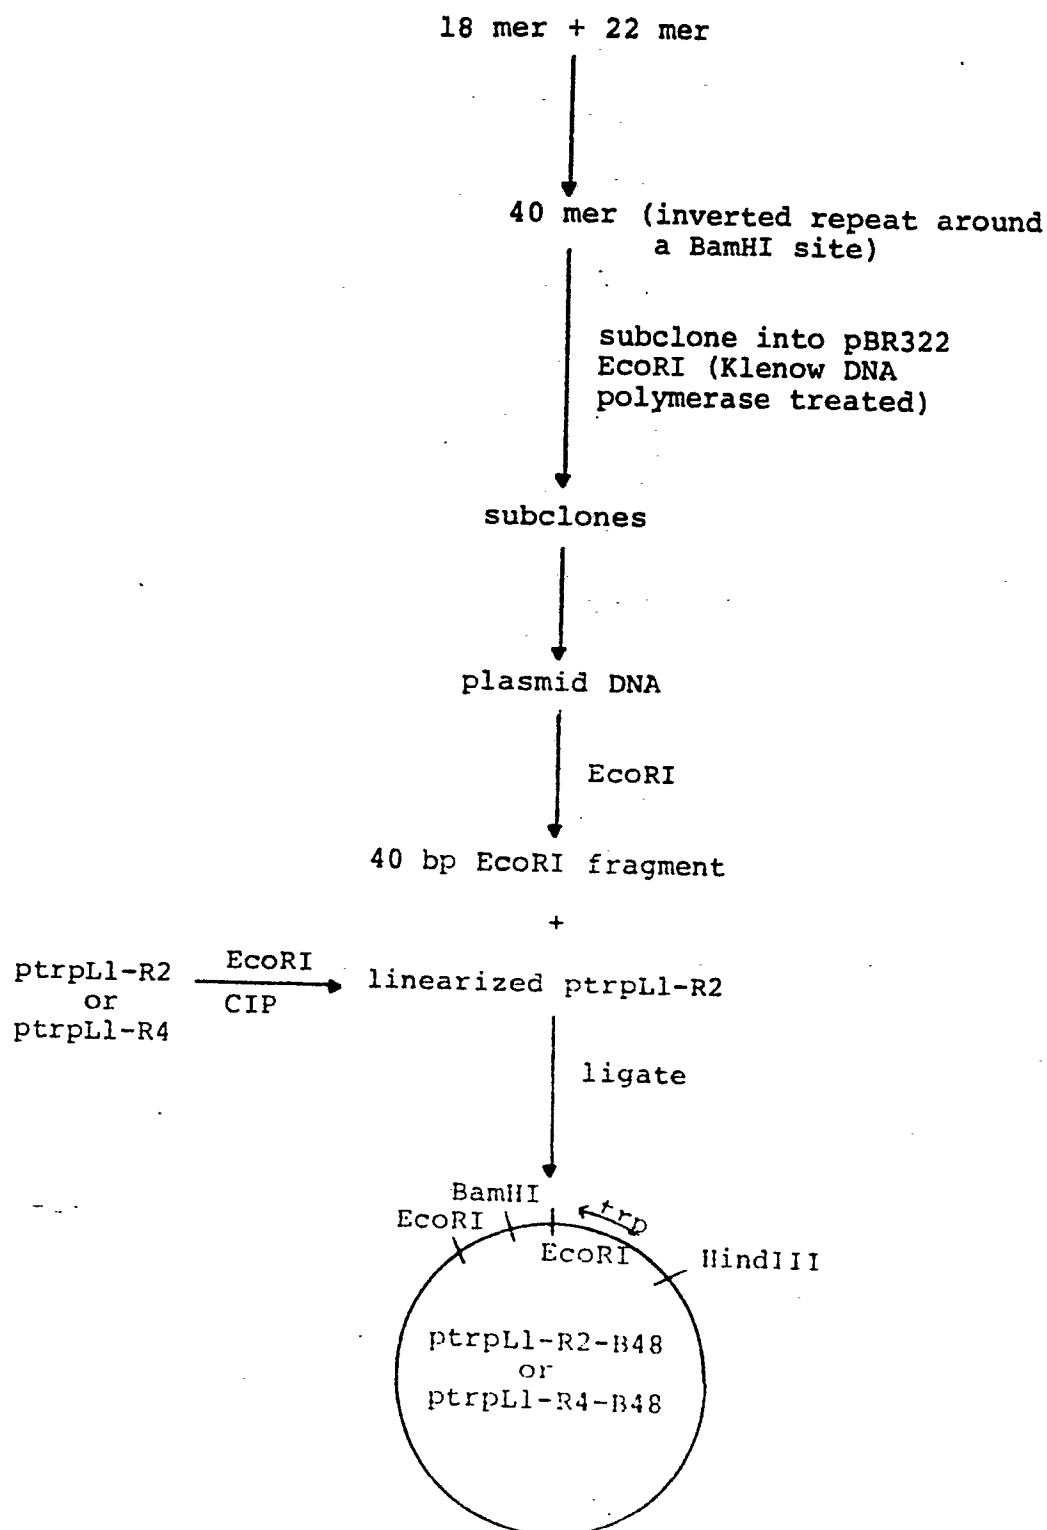 18 mer + 22 mer
40 mer (inverted repeat around
a BamHI site)
subclone into pBR322
EcoRI (Klenow DNA
polymerase treated)
subclones
plasmid DNA
EcoRI
40 bp EcoRI fragment
+
ptrpL1-R2
or
ptrpL1-R4
EcoRI
CIP
linearized ptrpL1-R2
ligate
BamHI
trp
EcoRI
EcoRI
HindIII
ptrpL1-R2-B48
or
ptrpL1-R4-B48